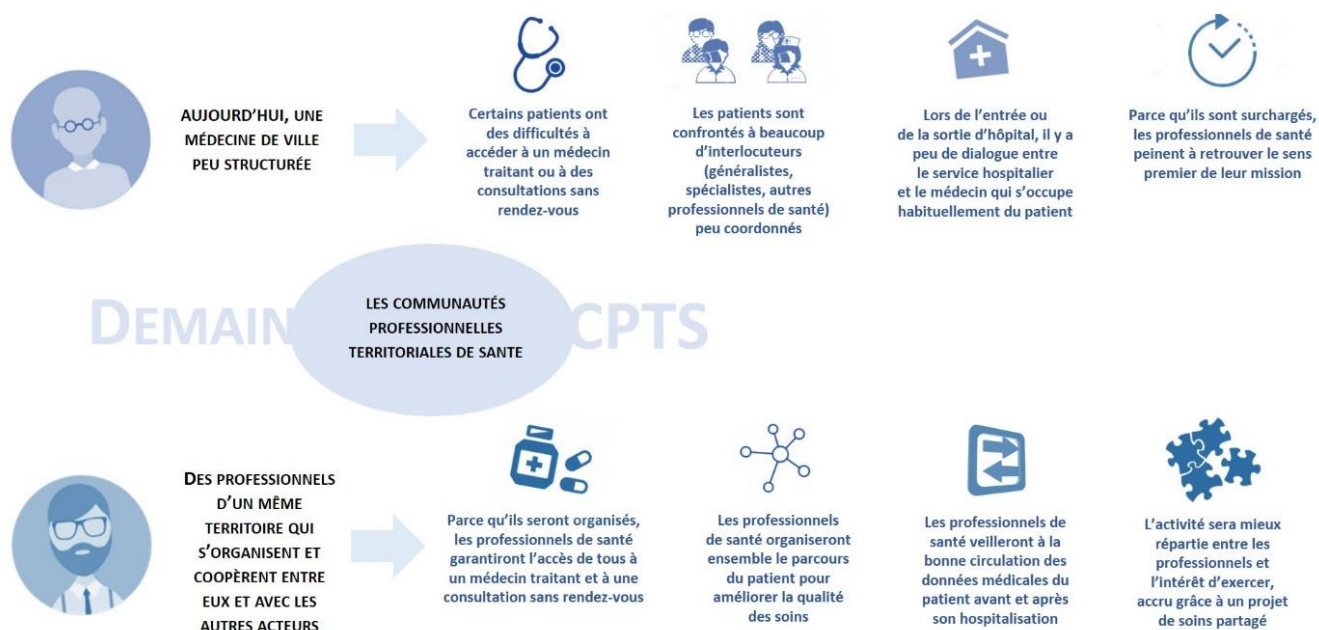 AUJOURD'HUI, UNE
MÉDECINE DE VILLE
PEU STRUCTURÉE
Certains patients ont
des difficultés à
accéder à un médecin
traitant ou à des
consultations sans
rendez-vous
Les patients sont
confrontés à beaucoup
d'interlocuteurs
(généralistes,
spécialistes, autres
professionnels de santé)
peu coordonnés
Lors de l'entrée ou
de la sortie d'hôpital, il y a
peu de dialogue entre
le service hospitalier
et le médecin qui s'occupe
habituellement du patient
Parce qu'ils sont surchargés,
les professionnels de santé
peinent à retrouver le sens
premier de leur mission
DEMAIN CPTS
LES COMMUNAUTÉS
PROFESSIONNELLES
TERRITORIALES DE SANTE
DES PROFESSIONNELS
D'UN MÊME
TERRITOIRE QUI
S'ORGANISENT ET
COOPÈRENT ENTRE
EUX ET AVEC LES
AUTRES ACTEURS
Parce qu'ils seront organisés,
les professionnels de santé
garantiront l'accès de tous à
un médecin traitant et à une
consultation sans rendez-vous
Les professionnels
de santé organiseront
ensemble le parcours
du patient pour
améliorer la qualité
des soins
Les professionnels de
santé veilleront à la
bonne circulation des
données médicales du
patient avant et après
son hospitalisation
L'activité sera mieux
répartie entre les
professionnels et
l'intérêt d'exercer,
accru grâce à un projet
de soins partagé